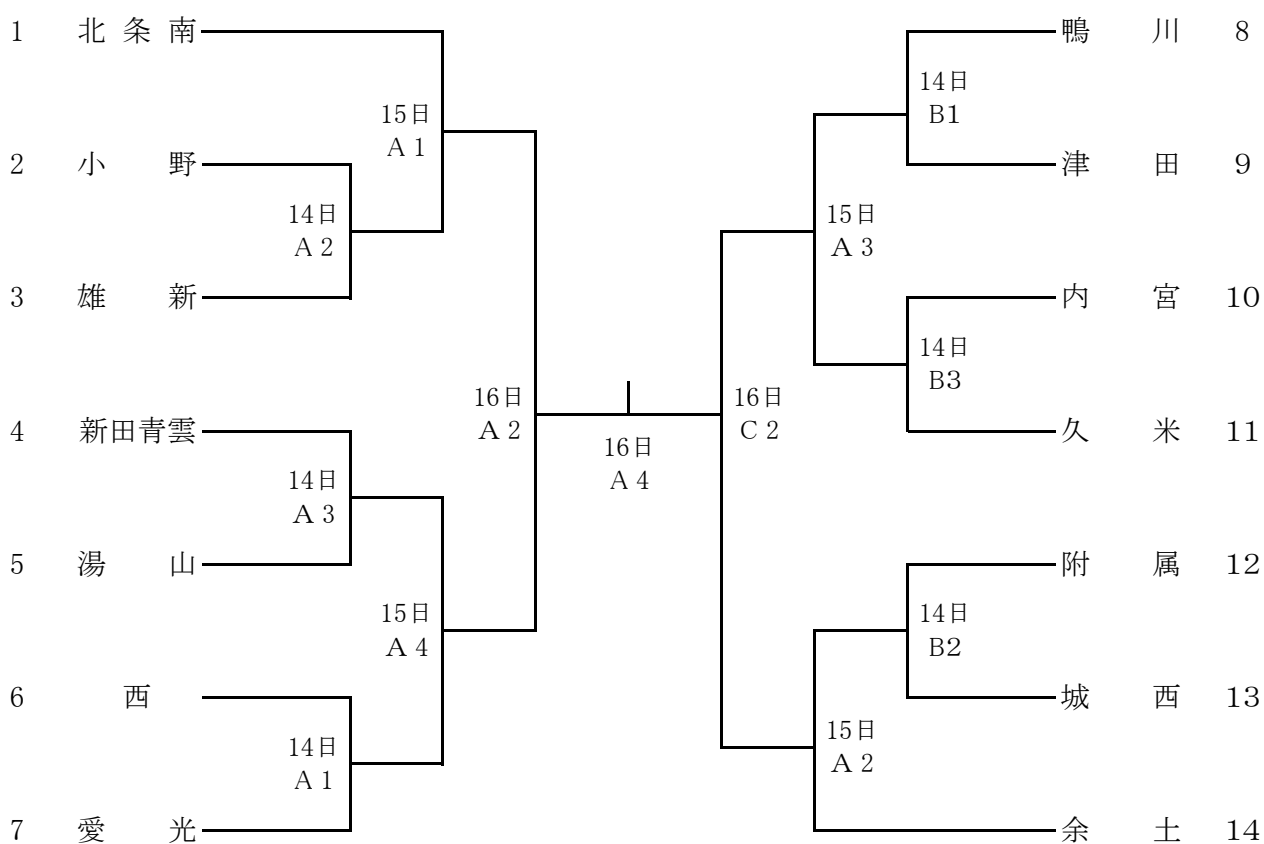 1 北条南
2 小野
3 雄新
4 新田青雲
5 湯山
6 西
7 愛光
15日
A 1
14日
A 2
14日
A 3
15日
A 4
14日
A 1
16日
A 2
16日
A 4
16日
C 2
15日
A 3
14日
B1
14日
B3
14日
B2
15日
A 2
鴨川 8
津田 9
内宮 10
久米 11
附属 12
城西 13
余土 14